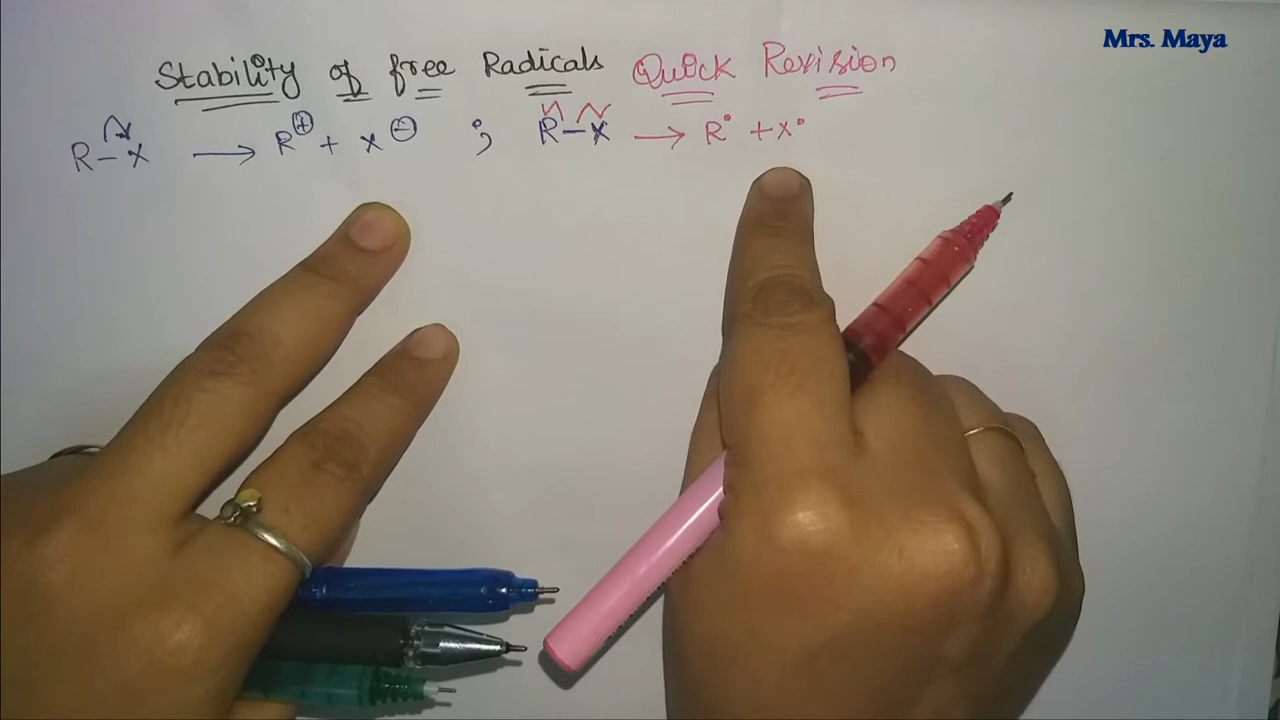 Mrs. Maya
Stability of free Radicals Quick Revision
R–X → R⊕ + X⊖ ; R–X → R• + X•